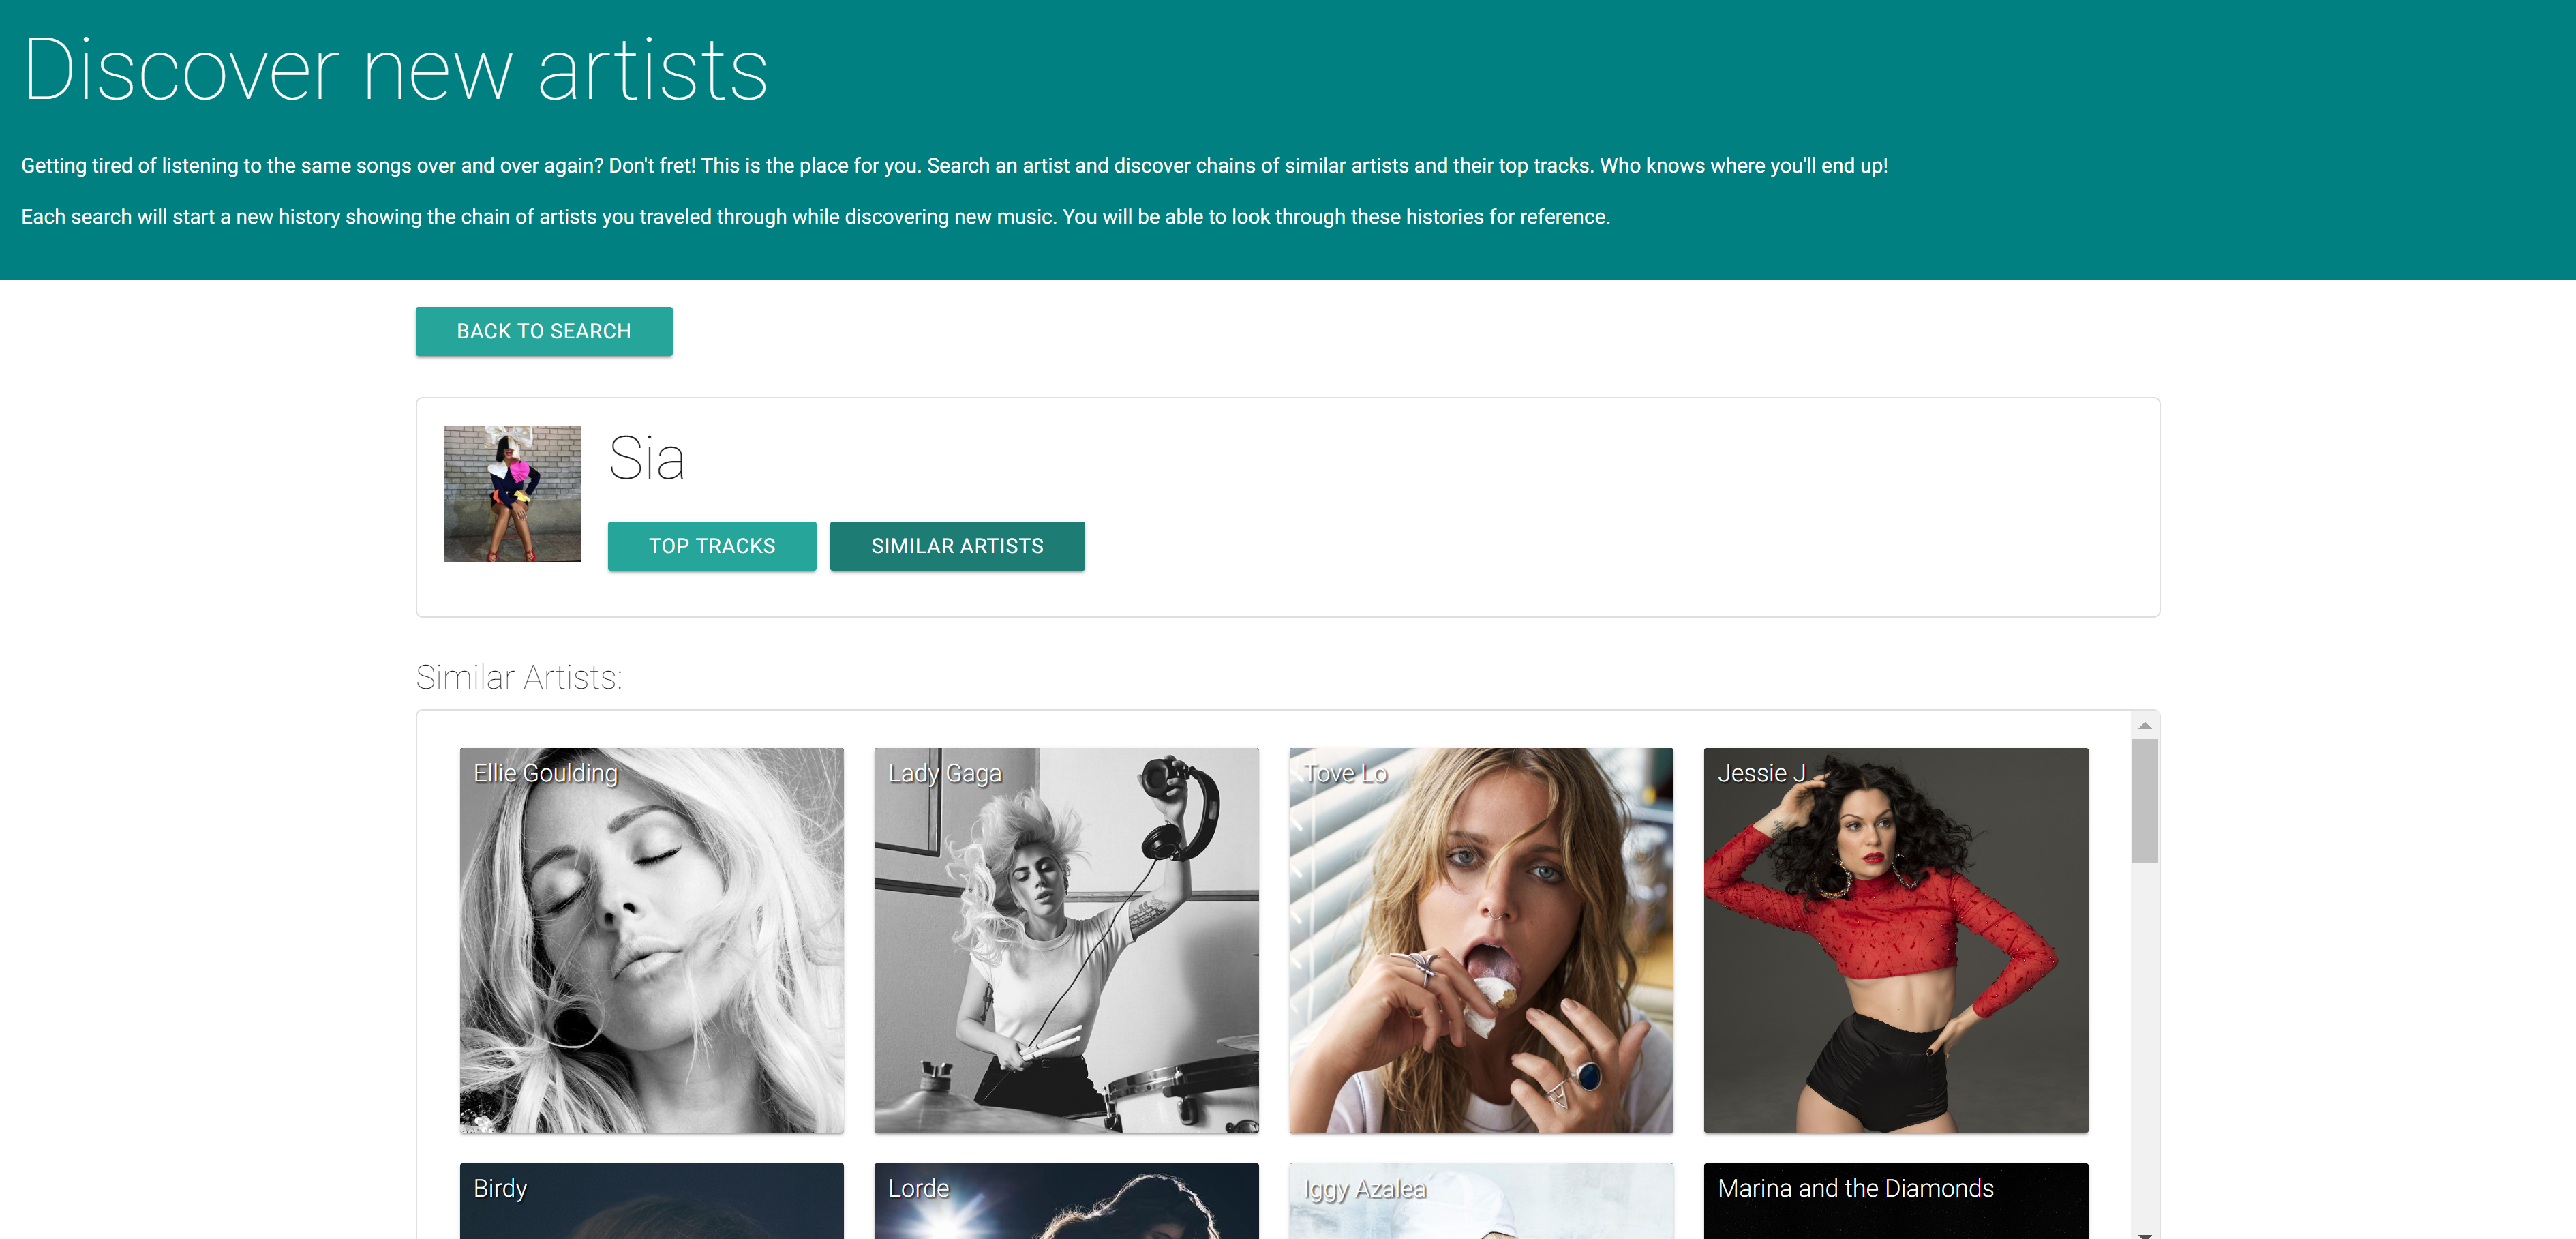 Discover new artists
Getting tired of listening to the same songs over and over again? Don't fret! This is the place for you. Search an artist and discover chains of similar artists and their top tracks. Who knows where you'll end up!
Each search will start a new history showing the chain of artists you traveled through while discovering new music. You will be able to look through these histories for reference.
BACK TO SEARCH
Sia
TOP TRACKS
SIMILAR ARTISTS
Similar Artists:
Ellie Goulding
Lady Gaga
Tove Lo
Jessie J
Birdy
Lorde
Iggy Azalea
Marina and the Diamonds